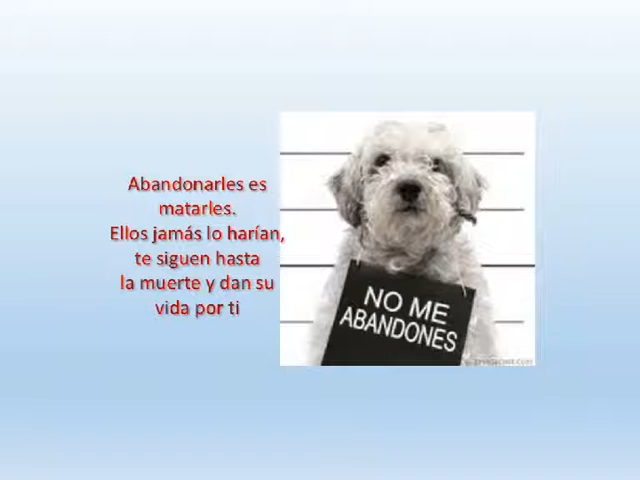 Abandonarles es
matarles.
Ellos jamás lo harían,
te siguen hasta
la muerte y dan su
vida por ti
NO ME
ABANDONES